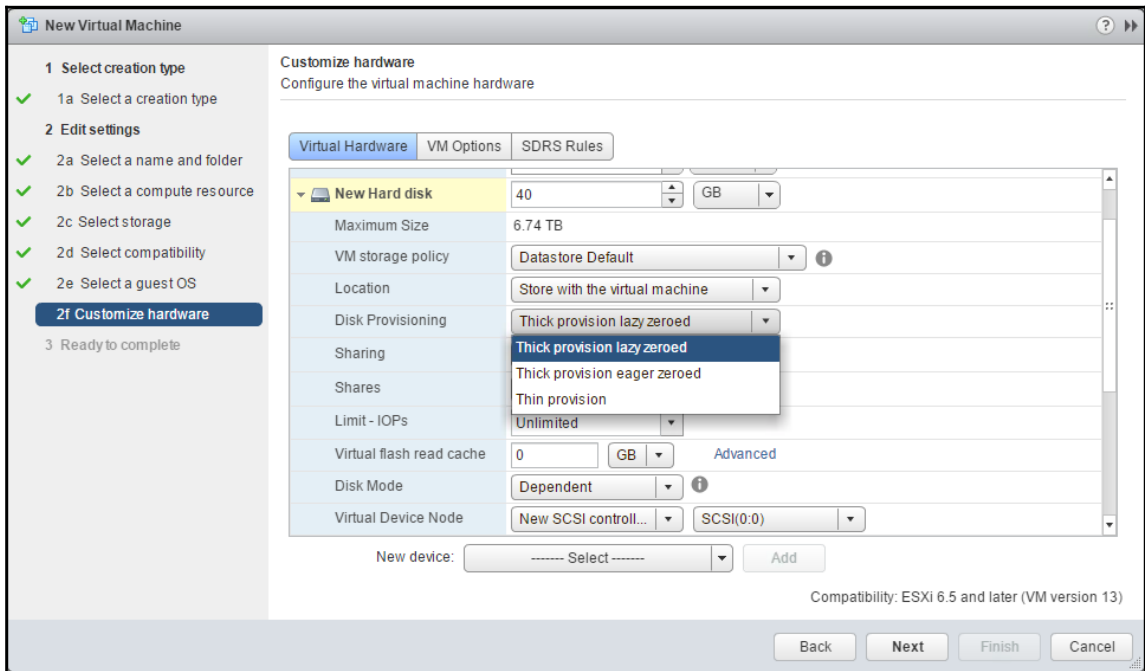 New Virtual Machine
1 Select creation type
1a Select a creation type
2 Edit settings
2a Select a name and folder
2b Select a compute resource
2c Select storage
2d Select compatibility
2e Select a guest OS
2f Customize hardware
3 Ready to complete
Customize hardware
Configure the virtual machine hardware
Virtual Hardware VM Options SDRS Rules
New Hard disk 40 GB
Maximum Size 6.74 TB
VM storage policy Datastore Default
Location Store with the virtual machine
Disk Provisioning Thick provision lazy zeroed
Thick provision lazy zeroed
Thick provision eager zeroed
Thin provision
Sharing
Shares
Limit - IOPs Unlimited
Virtual flash read cache 0 GB Advanced
Disk Mode Dependent
Virtual Device Node New SCSI controll... SCSI(0:0)
New device: ------- Select ------- Add
Compatibility: ESXi 6.5 and later (VM version 13)
Back Next Finish Cancel